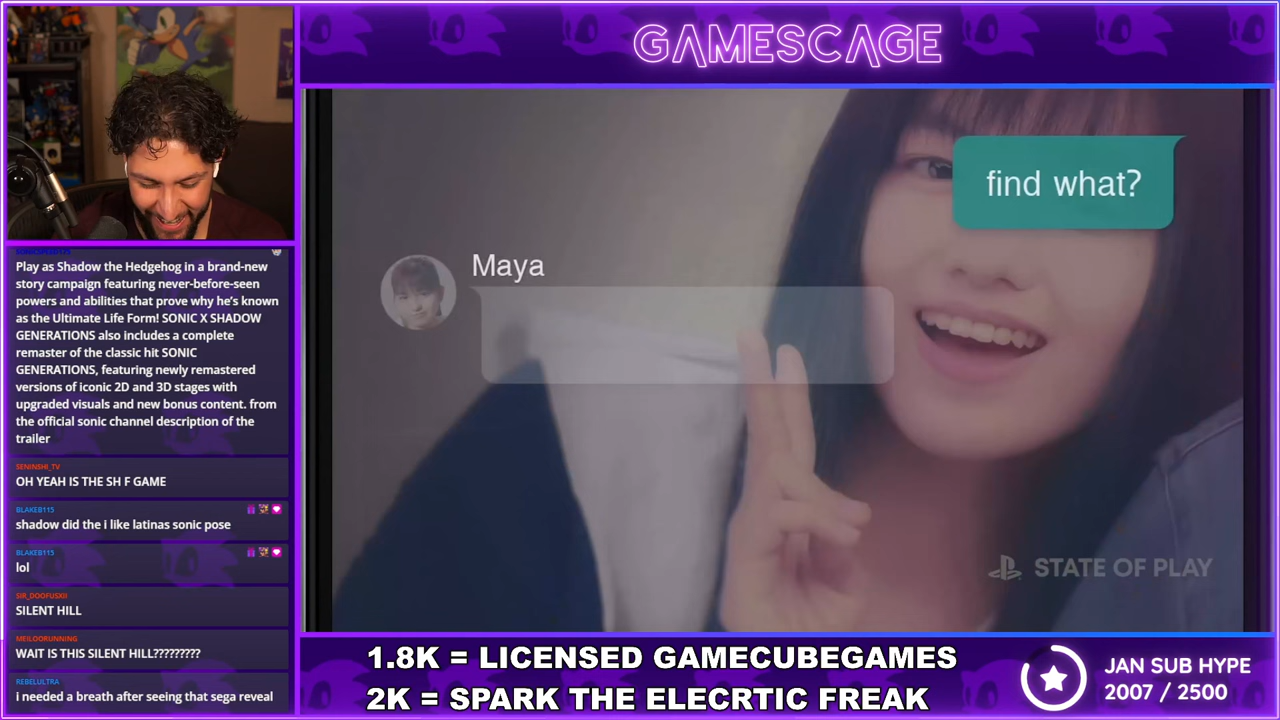 GAMESCAGE
find what?
Maya
STATE OF PLAY
Play as Shadow the Hedgehog in a brand-new
story campaign featuring never-before-seen
powers and abilities that prove why he's known
as the Ultimate Life Form! SONIC X SHADOW
GENERATIONS also includes a complete
remaster of the classic hit SONIC
GENERATIONS, featuring newly remastered
versions of iconic 2D and 3D stages with
upgraded visuals and new bonus content. from
the official sonic channel description of the
trailer
SENINSHI_TV
OH YEAH IS THE SH F GAME
BLAKEB115
shadow did the i like latinas sonic pose
BLAKEB115
lol
SIR_DOOFUSXII
SILENT HILL
MEILOORUNNING
WAIT IS THIS SILENT HILL?????????
REBELULTRA
i needed a breath after seeing that sega reveal
1.8K = LICENSED GAMECUBEGAMES
2K = SPARK THE ELECRTIC FREAK
JAN SUB HYPE
2007 / 2500